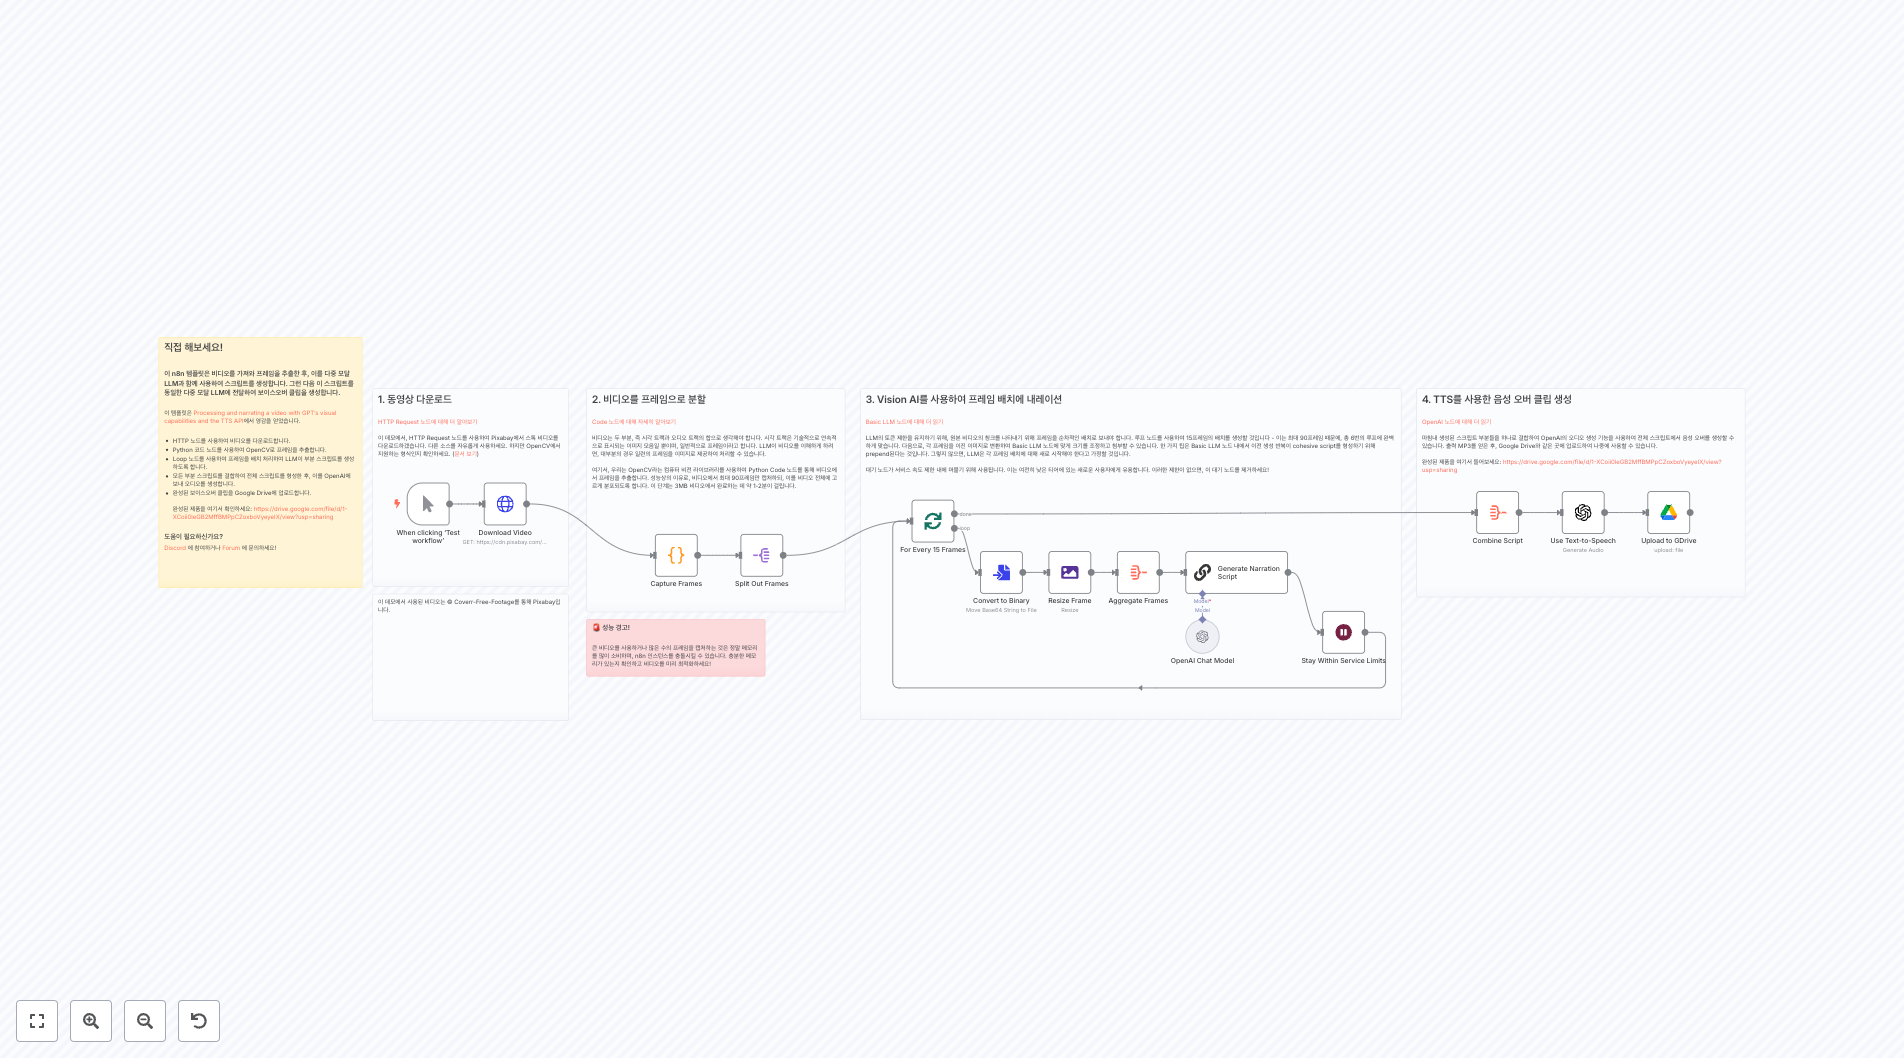 직접 해보세요!
이 n8n 템플릿은 비디오를 가져와 프레임을 추출한 후, 이를 다중 모달
LLM과 함께 사용하여 스크립트를 생성합니다. 그런 다음 이 스크립트를
동일한 다중 모달 LLM에 전달하여 보이스오버 클립을 생성합니다.
이 템플릿은 Processing and narrating a video with GPT's visual
capabilities and the TTS API에서 영감을 얻었습니다.
HTTP 노드를 사용하여 비디오를 다운로드합니다.
Python 코드 노드를 사용하여 OpenCV로 프레임을 추출합니다.
Loop 노드를 사용하여 프레임을 배치 처리하여 LLM이 부분 스크립트를 생성
하도록 합니다.
모든 부분 스크립트를 결합하여 전체 스크립트를 형성한 후, 이를 OpenAI에
보내 오디오를 생성합니다.
완성된 보이스오버 클립을 Google Drive에 업로드합니다.
완성된 제품을 여기서 확인하세요: https://drive.google.com/file/d/1-
도움이 필요하신가요?
Discord 에 참여하거나 Forum 에 문의하세요!
1. 동영상 다운로드
HTTP Request 노드에 대해 더 알아보기
이 데모에서, HTTP Request 노드를 사용하여 Pixabay에서 스톡 비디오를
다운로드하겠습니다. 다른 소스를 자유롭게 사용하세요. 하지만 OpenCV에서
지원하는 형식인지 확인하세요. (문서 보기)
When clicking 'Test
workflow'
Download Video
GET: https://cdn.pixabay.com/...
이 데모에서 사용된 비디오는 © Coverr-Free-Footage를 통해 Pixabay입
니다.
2. 비디오를 프레임으로 분할
Code 노드에 대해 자세히 알아보기
비디오는 두 부분, 즉 시각 트랙과 오디오 트랙의 합으로 생각해야 합니다. 시각 트랙은 기술적으로 연속적
으로 표시되는 이미지 모음일 뿐이며, 일반적으로 프레임이라고 합니다. LLM이 비디오를 이해하게 하려
면, 대부분의 경우 일련의 프레임을 이미지로 제공하여 처리할 수 있습니다.
여기서, 우리는 OpenCV라는 컴퓨터 비전 라이브러리를 사용하여 Python Code 노드를 통해 비디오에
서 프레임을 추출합니다. 성능상의 이유로, 비디오에서 최대 90프레임만 캡처하되, 이를 비디오 전체에 고
르게 분포되도록 합니다. 이 단계는 3MB 비디오에서 완료하는 데 약 1-2분이 걸립니다.
Capture Frames
Split Out Frames
🚨 성능 경고!
큰 비디오를 사용하거나 많은 수의 프레임을 캡처하는 것은 정말 메모리
를 많이 소비하며, n8n 인스턴스를 충돌시킬 수 있습니다. 충분한 메모
리가 있는지 확인하고 비디오를 미리 최적화하세요!
3. Vision AI를 사용하여 프레임 배치에 내레이션
Basic LLM 노드에 대해 더 읽기
LLM의 토큰 제한을 유지하기 위해, 원본 비디오의 청크를 나타내기 위해 프레임을 순차적인 배치로 보내야 합니다. 루프 노드를 사용하여 15프레임의 배치를 생성할 것입니다 - 이는 최대 90프레임 때문에, 총 6번의 루프에 완벽
하게 맞습니다. 다음으로, 각 프레임을 이진 이미지로 변환하여 Basic LLM 노드에 맞게 크기를 조정하고 첨부할 수 있습니다. 한 가지 팁은 Basic LLM 노드 내에서 이전 생성 반복이 cohesive script를 형성하기 위해
prepend된다는 것입니다. 그렇지 않으면, LLM은 각 프레임 배치에 대해 새로 시작해야 한다고 가정할 것입니다.
대기 노드가 서비스 속도 제한 내에 머물기 위해 사용됩니다. 이는 여전히 낮은 티어에 있는 새로운 사용자에게 유용합니다. 이러한 제한이 없으면, 이 대기 노드를 제거하세요!
done
loop
For Every 15 Frames
Convert to Binary
Move Base64 String to File
Resize Frame
Resize
Aggregate Frames
Generate Narration
Script
Model*
Model
OpenAI Chat Model
Stay Within Service Limits
4. TTS를 사용한 음성 오버 클립 생성
OpenAI 노드에 대해 더 읽기
마침내 생성된 스크립트 부분들을 하나로 결합하여 OpenAI의 오디오 생성 기능을 사용하여 전체 스크립트에서 음성 오버를 생성할 수
있습니다. 출력 MP3를 얻은 후, Google Drive와 같은 곳에 업로드하여 나중에 사용할 수 있습니다.
완성된 제품을 여기서 들어보세요:
usp=sharing
Combine Script
Use Text-to-Speech
Generate Audio
Upload to GDrive
upload: file